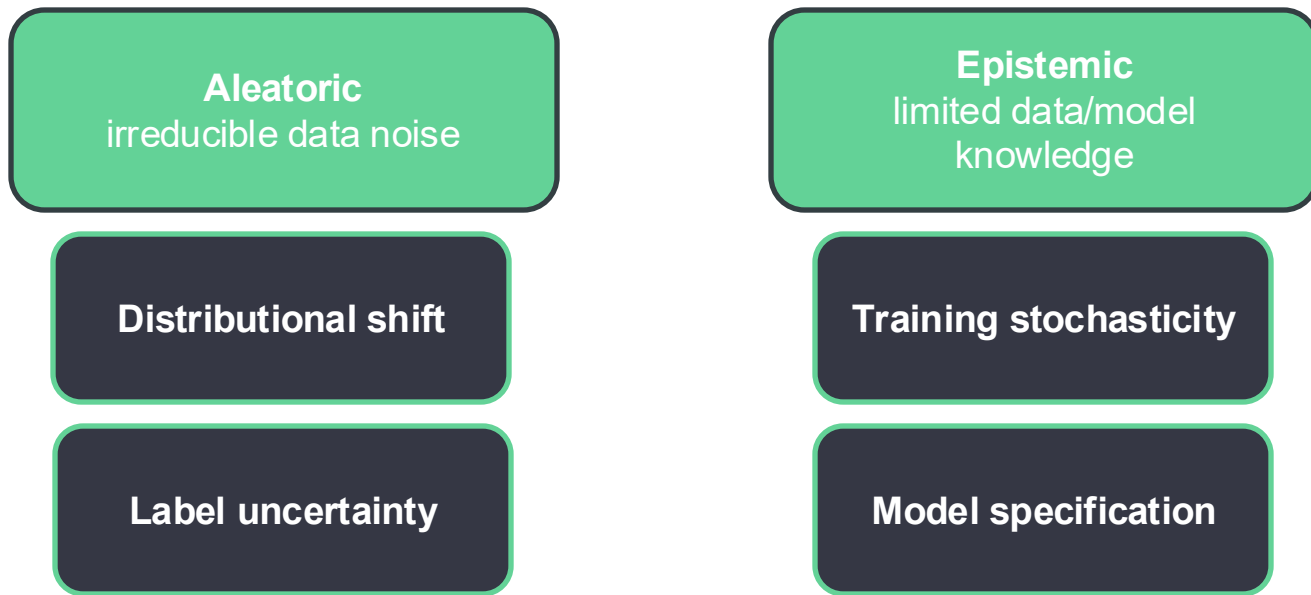 Aleatoric
irreducible data noise
Distributional shift
Label uncertainty
Epistemic
limited data/model
knowledge
Training stochasticity
Model specification